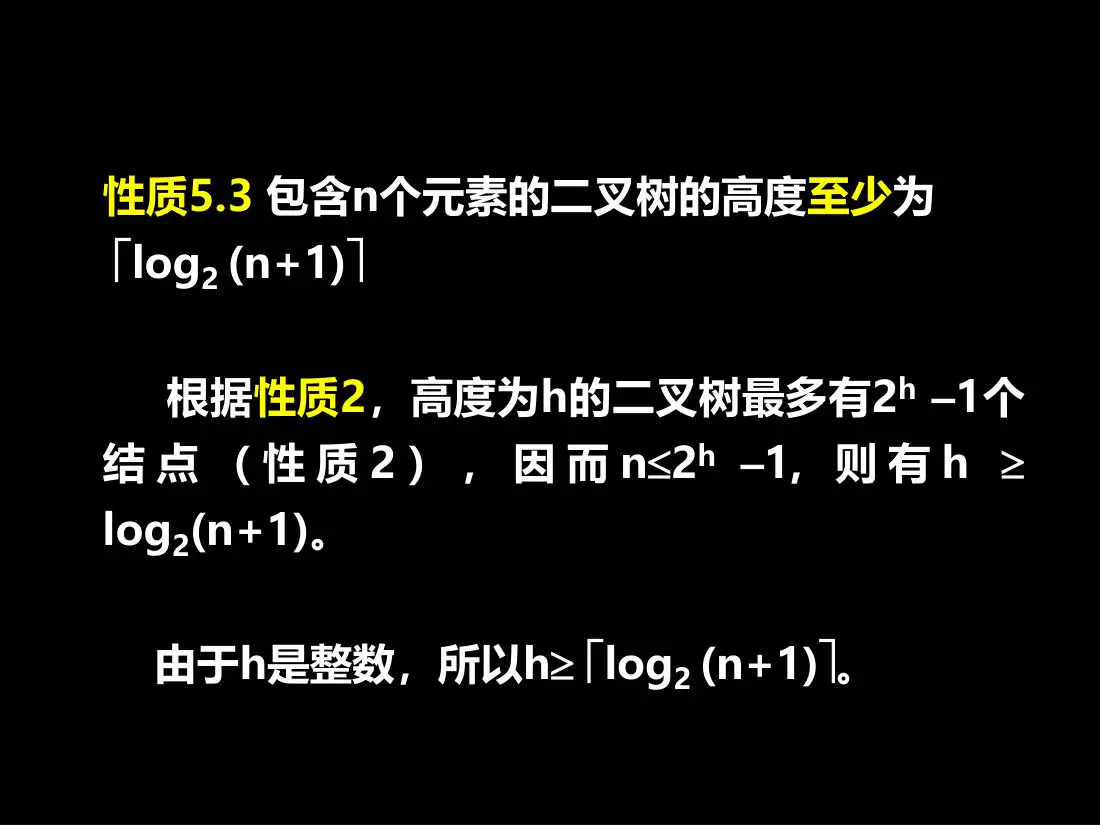 性质5.3 包含n个元素的二叉树的高度至少为
⌈log₂ (n+1)⌉
根据性质2，高度为h的二叉树最多有2ʰ –1个
结点（性质2），因而n≤2ʰ –1，则有h ≥
log₂(n+1)。
由于h是整数，所以h≥⌈log₂ (n+1)⌉。